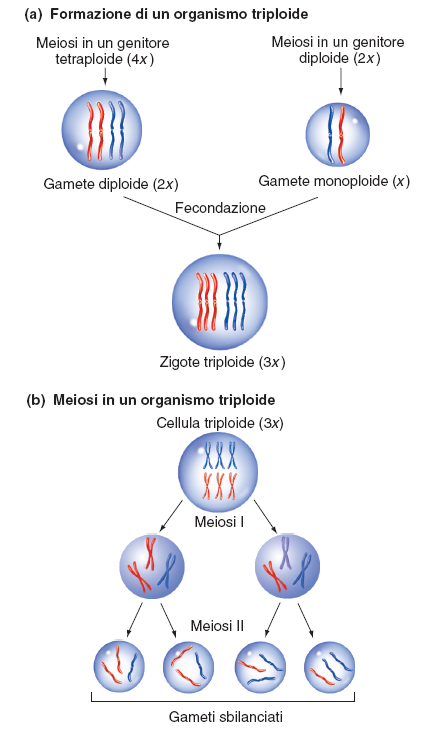 (a) Formazione di un organismo triploide
Meiosi in un genitore
tetraploide (4x)
Meiosi in un genitore
diploide (2x)
Gamete diploide (2x)
Gamete monoploide (x)
Fecondazione
Zigote triploide (3x)
(b) Meiosi in un organismo triploide
Cellula triploide (3x)
Meiosi I
Meiosi II
Gameti sbilanciati